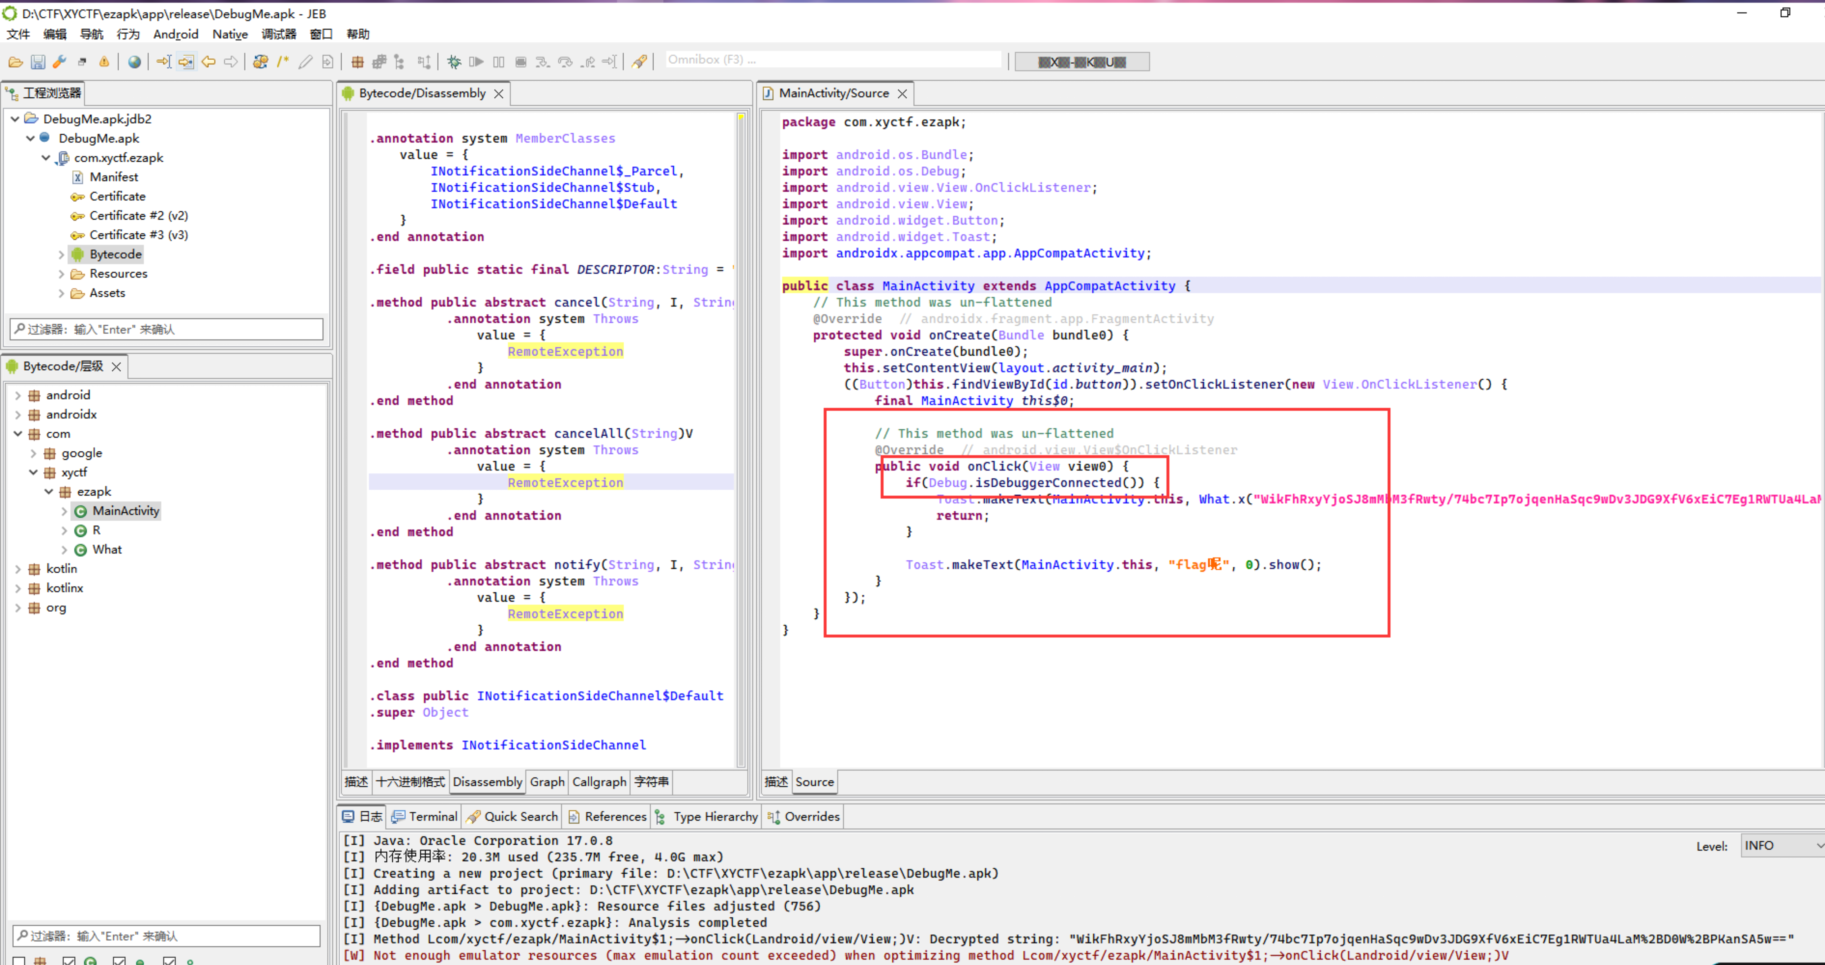 D:\CTF\XYCTF\ezapk\app\release\DebugMe.apk - JEB
文件 编辑 导航 行为 Android Native 调试器 窗口 帮助
Omnibox (F3) ...
工程浏览器
DebugMe.apk.jdb2
DebugMe.apk
com.xyctf.ezapk
Manifest
Certificate
Certificate #2 (v2)
Certificate #3 (v3)
Bytecode
Resources
Assets
过滤器: 输入"Enter" 来确认
Bytecode/层级
android
androidx
com
google
xyctf
ezapk
MainActivity
R
What
kotlin
kotlinx
org
过滤器: 输入"Enter" 来确认
Bytecode/Disassembly
.annotation system MemberClasses
value = {
INotificationSideChannel$_Parcel,
INotificationSideChannel$Stub,
INotificationSideChannel$Default
}
.end annotation
.field public static final DESCRIPTOR:String =
.method public abstract cancel(String, I, String
.annotation system Throws
value = {
RemoteException
}
.end annotation
.end method
.method public abstract cancelAll(String)V
.annotation system Throws
value = {
RemoteException
}
.end annotation
.end method
.method public abstract notify(String, I, String
.annotation system Throws
value = {
RemoteException
}
.end annotation
.end method
.class public INotificationSideChannel$Default
.super Object
.implements INotificationSideChannel
描述 十六进制格式 Disassembly Graph Callgraph 字符串
MainActivity/Source
package com.xyctf.ezapk;
import android.os.Bundle;
import android.os.Debug;
import android.view.View.OnClickListener;
import android.view.View;
import android.widget.Button;
import android.widget.Toast;
import androidx.appcompat.app.AppCompatActivity;
public class MainActivity extends AppCompatActivity {
// This method was un-flattened
@Override // androidx.fragment.app.FragmentActivity
protected void onCreate(Bundle bundle0) {
super.onCreate(bundle0);
this.setContentView(layout.activity_main);
((Button)this.findViewById(id.button)).setOnClickListener(new View.OnClickListener() {
final MainActivity this$0;
// This method was un-flattened
@Override // android.view.View$OnClickListener
public void onClick(View view0) {
if(Debug.isDebuggerConnected()) {
Toast.makeText(MainActivity.this, What.x("WikFhRxyYjoSJ8mMbM3fRwty/74bc7Ip7ojqenHaSqc9wDv3JDG9XfV6xEiC7Eg1RWTUa4LaM
return;
}
Toast.makeText(MainActivity.this, "flag呢", 0).show();
}
});
}
}
描述 Source
日志 Terminal Quick Search References Type Hierarchy Overrides
Level: INFO
[I] Java: Oracle Corporation 17.0.8
[I] 内存使用率: 20.3M used (235.7M free, 4.0G max)
[I] Creating a new project (primary file: D:\CTF\XYCTF\ezapk\app\release\DebugMe.apk)
[I] Adding artifact to project: D:\CTF\XYCTF\ezapk\app\release\DebugMe.apk
[I] {DebugMe.apk > DebugMe.apk}: Resource files adjusted (756)
[I] {DebugMe.apk > com.xyctf.ezapk}: Analysis completed
[I] Method Lcom/xyctf/ezapk/MainActivity$1;->onClick(Landroid/view/View;)V: Decrypted string: "WikFhRxyYjoSJ8mMbM3fRwty/74bc7Ip7ojqenHaSqc9wDv3JDG9XfV6xEiC7Eg1RWTUa4LaM%2BD0W%2BPKanSA5w=="
[W] Not enough emulator resources (max emulation count exceeded) when optimizing method Lcom/xyctf/ezapk/MainActivity$1;->onClick(Landroid/view/View;)V